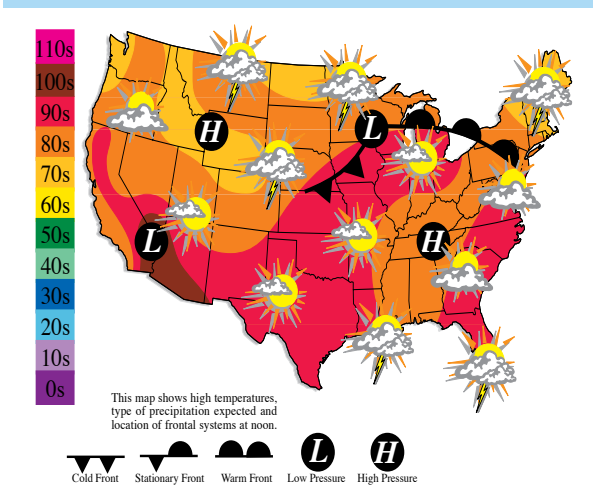 110s
100s
90s
80s
70s
60s
50s
40s
30s
20s
10s
0s
H
L
L
H
This map shows high temperatures,
type of precipitation expected and
location of frontal systems at noon.
L H
Cold Front Stationary Front Warm Front Low Pressure High Pressure